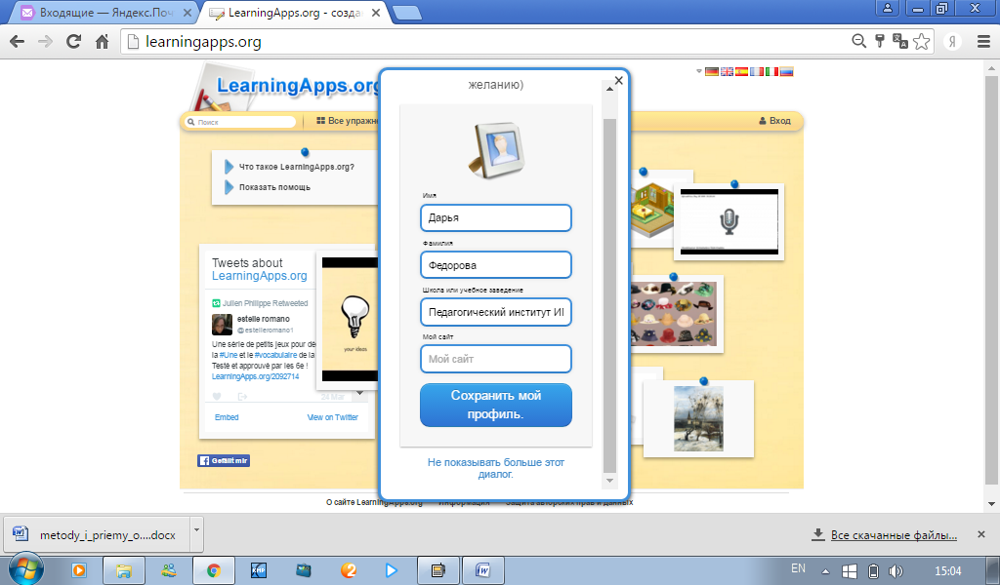 Входящие — Яндекс.Поч
LearningApps.org - созда
learningapps.org
Я
LearningApps.org
Поиск
Все упражн
Вход
Что такое LearningApps.org?
Показать помощь
Tweets about
LearningApps.org
Julien Phillippe Retweeted
estelle romano
@estelleromano1
Une série de petits jeux pour dé
la #Une et le #vocabulaire de la
Testé et approuvé par les 6e !
LearningApps.org/2092714
24 Mar
Embed
View on Twitter
your ideas
Gefällt mir
желанию)
Имя
Дарья
Фамилия
Федорова
Школа или учебное заведение
Педагогический институт ИГ
Мой сайт
Мой сайт
Сохранить мой
профиль.
Не показывать больше этот
диалог.
О сайте LearningApps.org
Информация
Защита авторских прав и данных
metody_i_priemy_o....docx
Все скачанные файлы...
EN
15:04